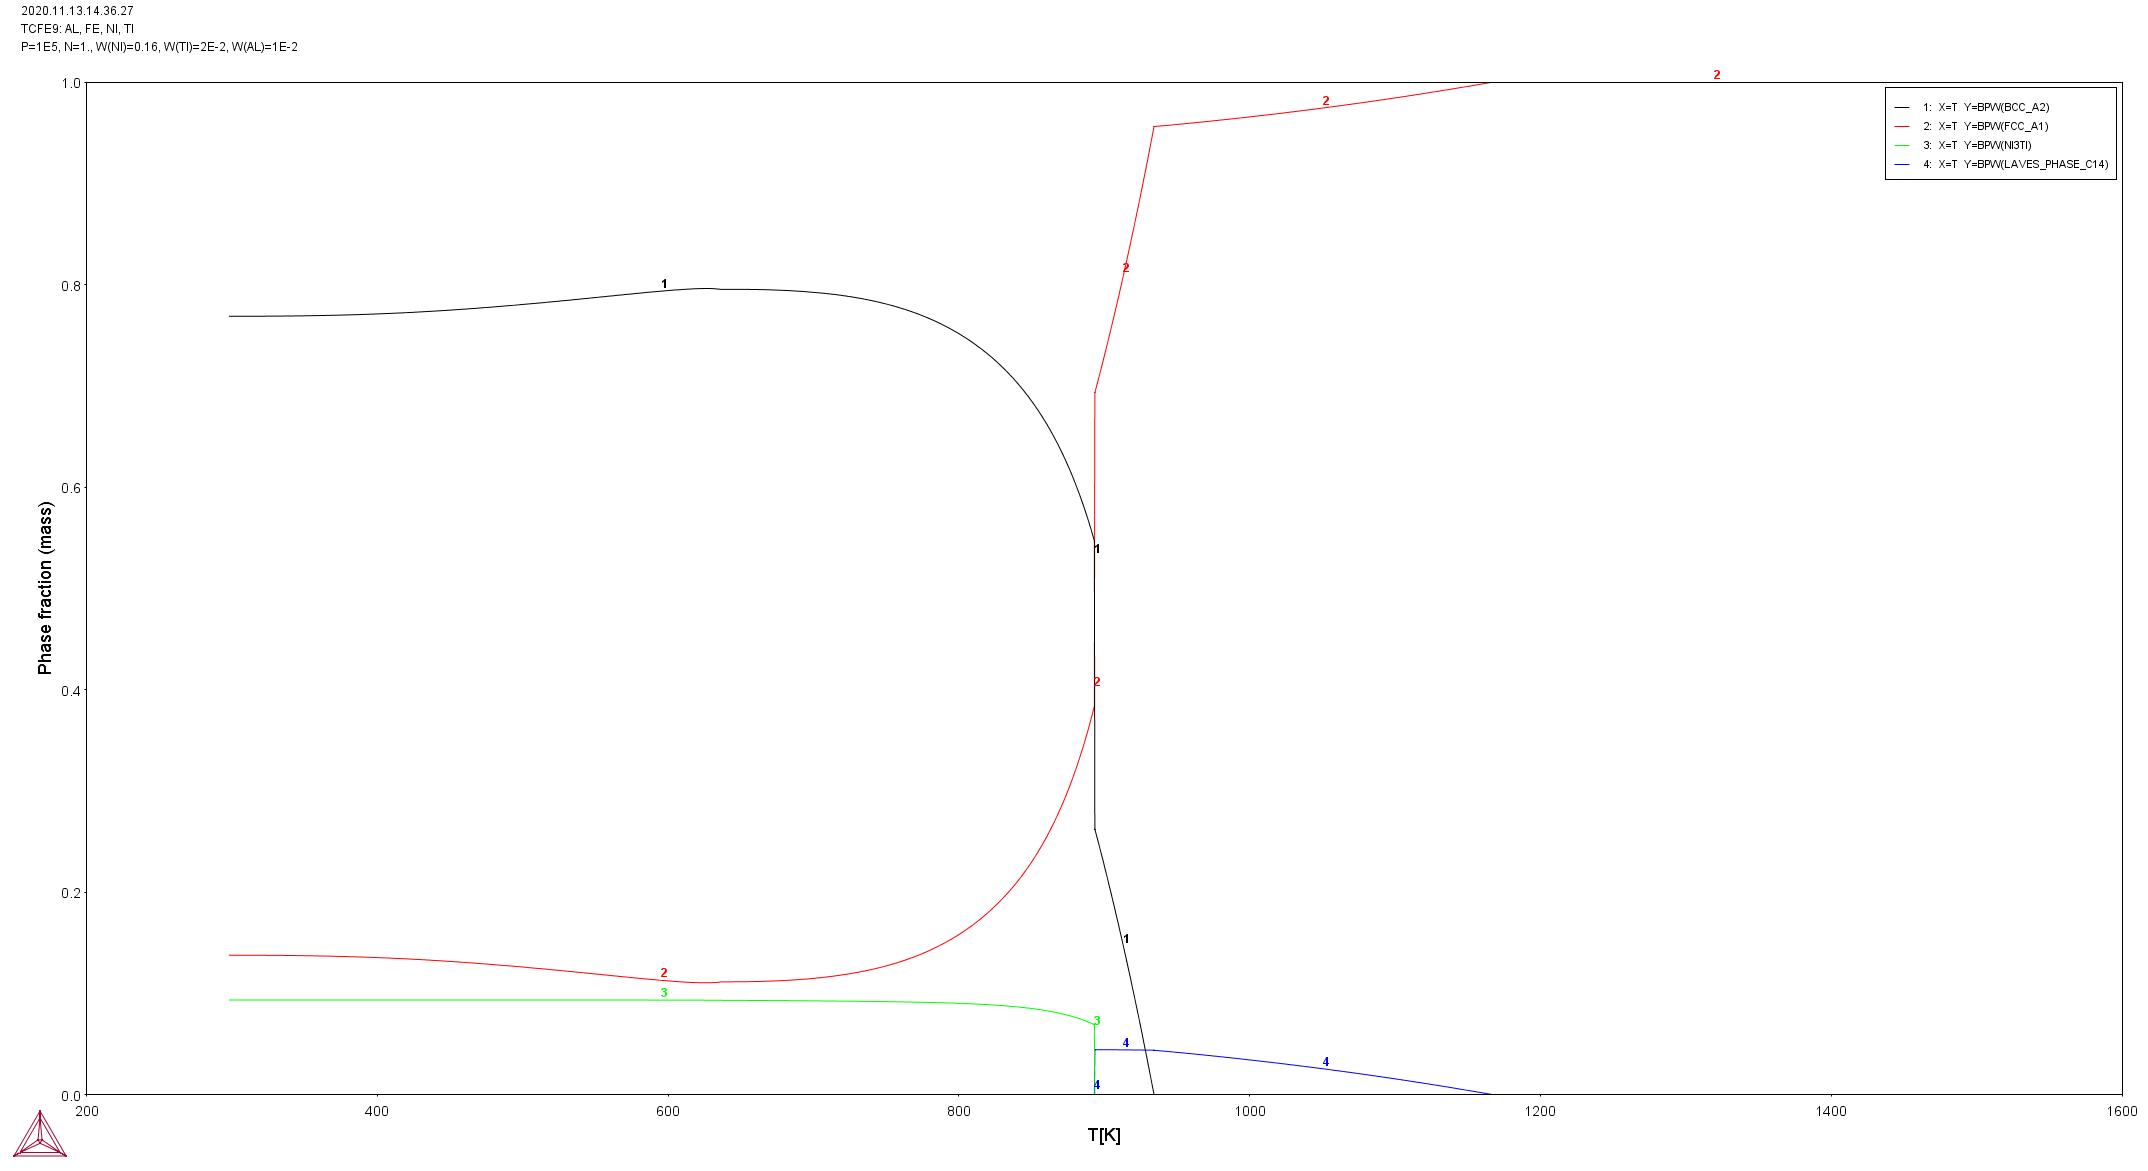 2020.11.13.14.36.27
TCFE9: AL, FE, NI, TI
P=1E5, N=1., W(NI)=0.16, W(TI)=2E-2, W(AL)=1E-2
2
1.0
2
1: X=T Y=BPW(BCC_A2)
2: X=T Y=BPW(FCC_A1)
3: X=T Y=BPW(NI3TI)
4: X=T Y=BPW(LAVES_PHASE_C14)
2
1
0.8
0.6
Phase fraction (mass)
1
2
0.4
0.2
1
2
3
3
4
4
4
0.0
200 400 600 800 1000 1200 1400 1600
T[K]